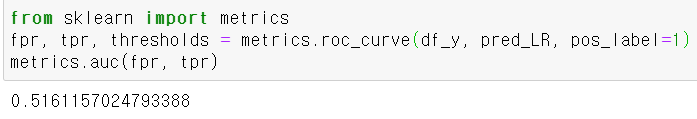 from sklearn import metrics
fpr, tpr, thresholds = metrics.roc_curve(df_y, pred_LR, pos_label=1)
metrics.auc(fpr, tpr)
0.5161157024793388